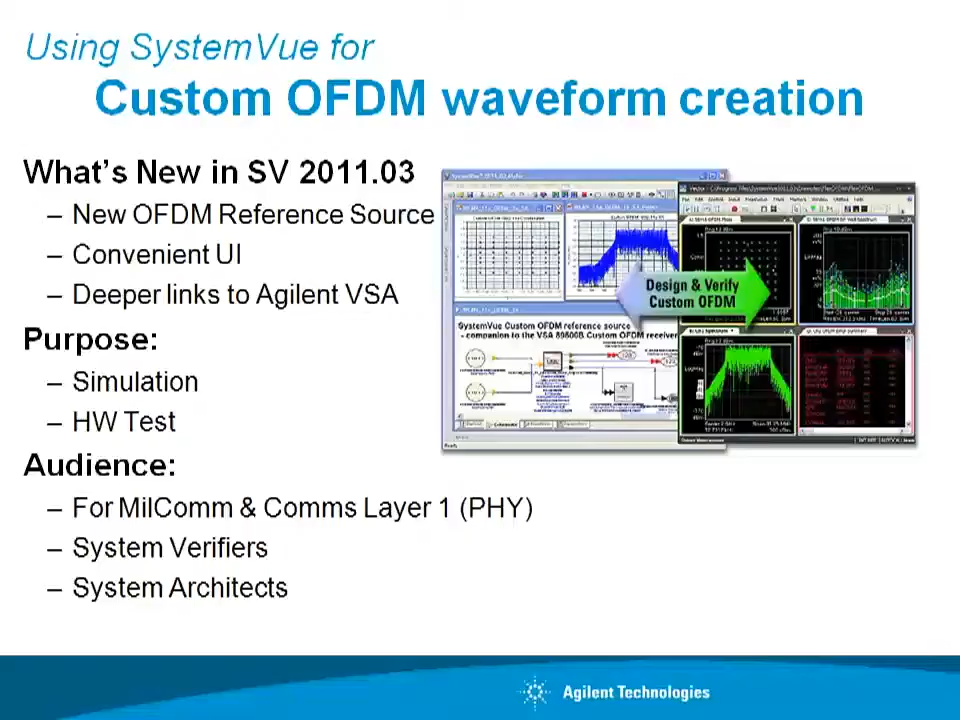 Using SystemVue for
Custom OFDM waveform creation
What's New in SV 2011.03
– New OFDM Reference Source
– Convenient UI
– Deeper links to Agilent VSA
Purpose:
– Simulation
– HW Test
Audience:
– For MilComm & Comms Layer 1 (PHY)
– System Verifiers
– System Architects
Design & Verify
Custom OFDM
SystemVue Custom OFDM reference source
- companion to the VSA 89600B Custom OFDM receiver
Agilent Technologies